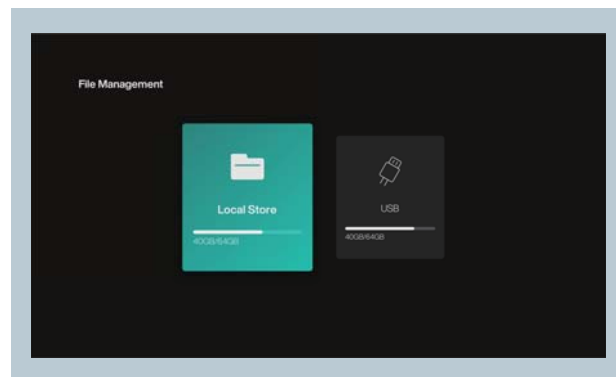 File Management
Local Store
40GB/64GB
USB
40GB/64GB